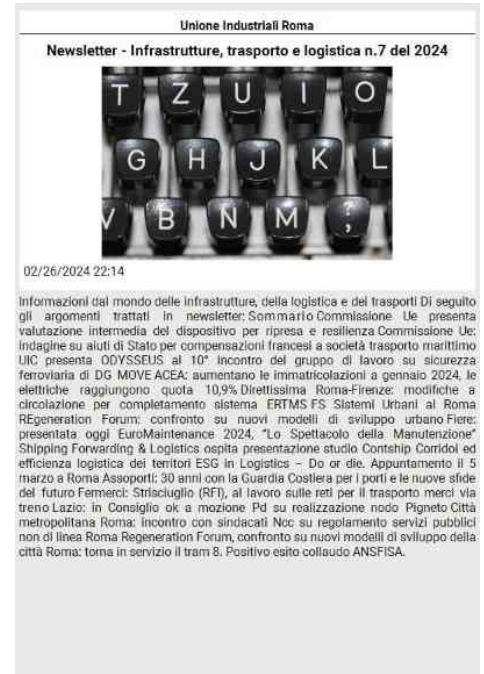 Unione Industriali Roma
Newsletter - Infrastrutture, trasporto e logistica n.7 del 2024
T Z U I O
G H J K L
V B N M ? ;
02/26/2024 22:14
Informazioni dal mondo delle infrastrutture, della logistica e dei trasporti Di seguito
gli argomenti trattati in newsletter: Sommario Commissione Ue presenta
valutazione intermedia del dispositivo per ripresa e resilienza Commissione Ue:
indagine su aiuti di Stato per compensazioni francesi a società trasporto marittimo
UIC presenta ODYSSEUS al 10° incontro del gruppo di lavoro su sicurezza
ferroviaria di DG MOVE ACEA: aumentano le immatricolazioni a gennaio 2024, le
elettriche raggiungono quota 10,9% Direttissima Roma-Firenze: modifiche a
circolazione per completamento sistema ERTMS FS Sistemi Urbani al Roma
REgeneration Forum: confronto su nuovi modelli di sviluppo urbano Fiere:
presentata oggi EuroMaintenance 2024, "Lo Spettacolo della Manutenzione"
Shipping Forwarding & Logistics ospita presentazione studio Contship Corridoi ed
efficienza logistica dei territori ESG in Logistics – Do or die. Appuntamento il 5
marzo a Roma Assoporti: 30 anni con la Guardia Costiera per i porti e le nuove sfide
del futuro Fermerci: Strisciuglio (RFI), al lavoro sulle reti per il trasporto merci via
treno Lazio: in Consiglio ok a mozione Pd su realizzazione nodo Pigneto Città
metropolitana Roma: incontro con sindacati Ncc su regolamento servizi pubblici
non di linea Roma Regeneration Forum, confronto su nuovi modelli di sviluppo della
città Roma: torna in servizio il tram 8. Positivo esito collaudo ANSFISA.